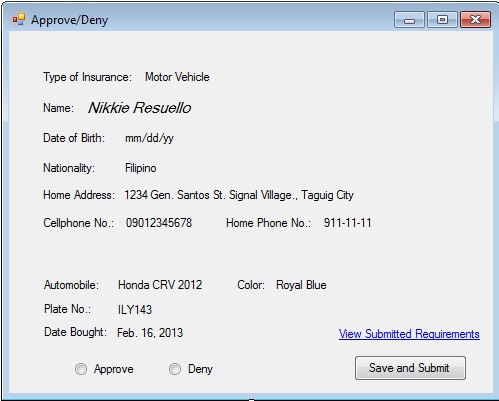 Approve/Deny
Type of Insurance: Motor Vehicle
Name: Nikkie Resuello
Date of Birth: mm/dd/yy
Nationality: Filipino
Home Address: 1234 Gen. Santos St. Signal Village., Taguig City
Cellphone No.: 09012345678 Home Phone No.: 911-11-11
Automobile: Honda CRV 2012 Color: Royal Blue
Plate No.: ILY143
Date Bought: Feb. 16, 2013
View Submitted Requirements
Approve Deny Save and Submit